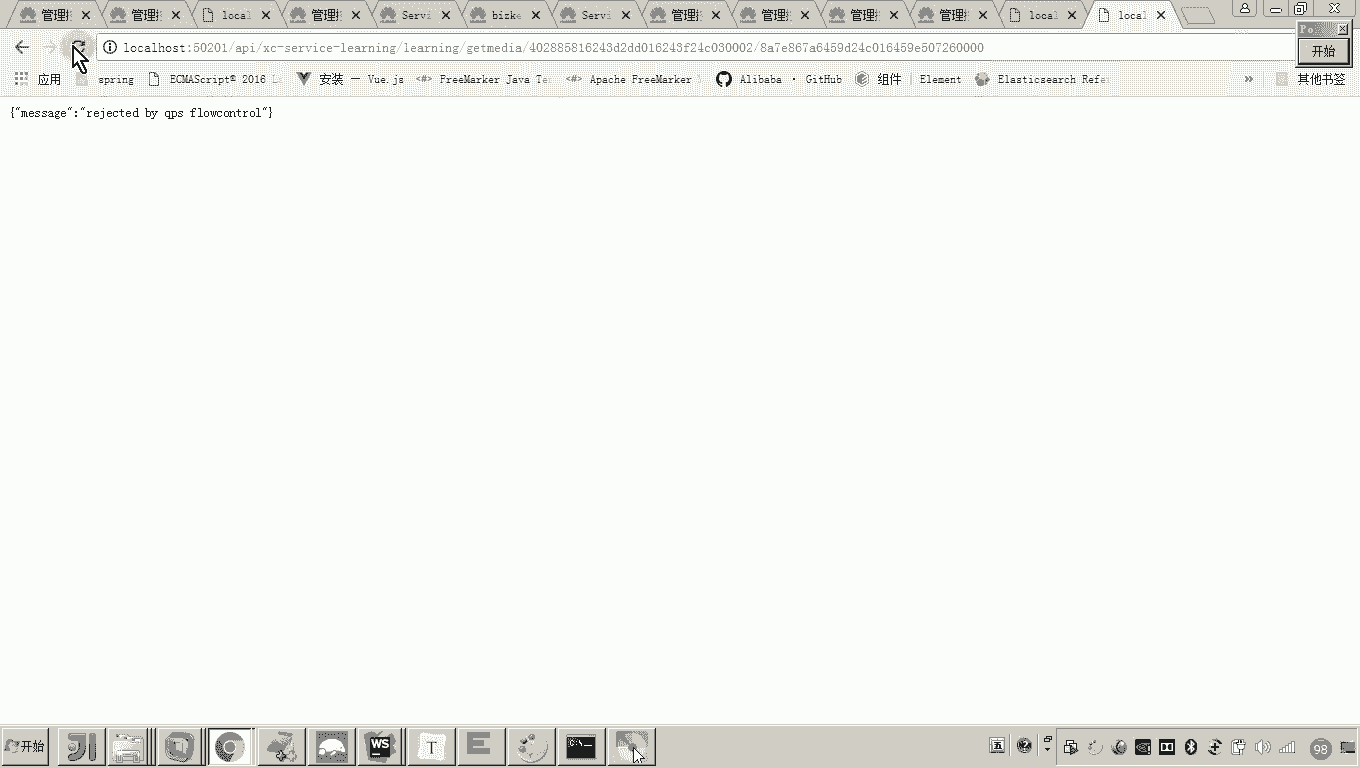 管理 管理 local 管理 Servi bizke Servi 管理 管理 管理 管理 local local
localhost:50201/api/xc-service-learning/learning/getmedia/402885816243d2dd016243f24c030002/
开始
应用 spring ECMAScript® 2016 安装 — Vue.js FreeMarker Java Te Apache FreeMarker Alibaba · GitHub 组件 | Element Elasticsearch Refe » 其他书签
{"message":"rejected by qps flowcontrol"}
开始 WS T E C:\ 五 98